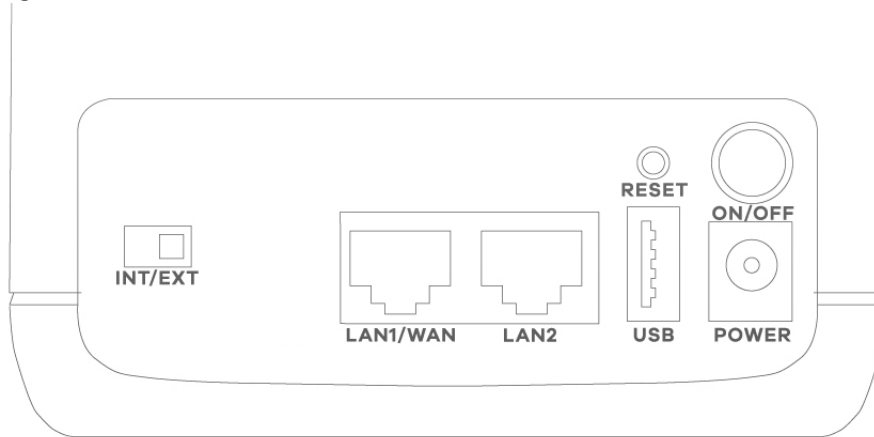 RESET
ON/OFF
INT/EXT
LAN1/WAN
LAN2
USB
POWER